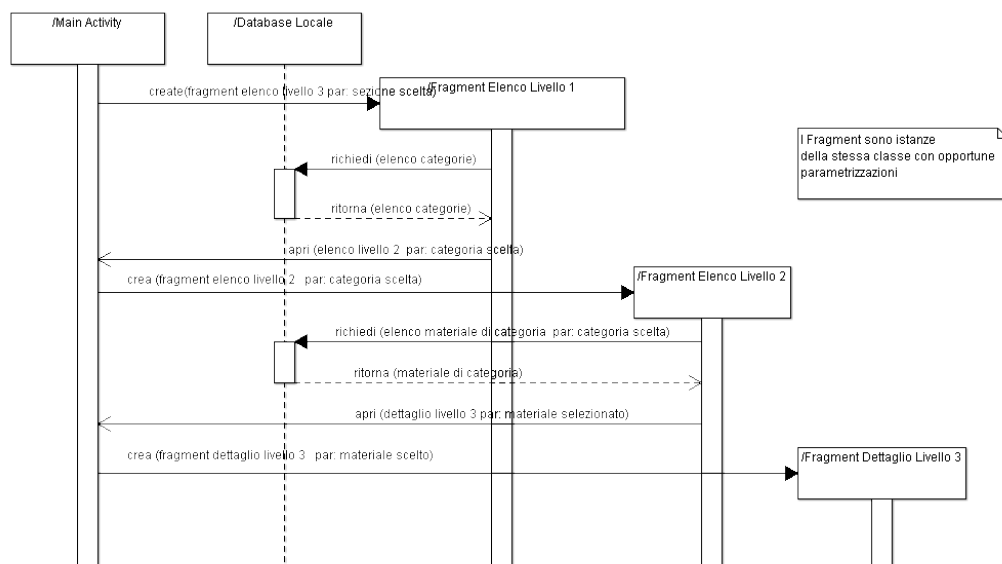 /Main Activity
/Database Locale
/Fragment Elenco Livello 1
create(fragment elenco livello 3 par: sezione scelta)
I Fragment sono istanze
della stessa classe con opportune
parametrizzazioni
richiedi (elenco categorie)
ritorna (elenco categorie)
apri (elenco livello 2 par: categoria scelta)
crea (fragment elenco livello 2 par: categoria scelta)
/Fragment Elenco Livello 2
richiedi (elenco materiale di categoria par: categoria scelta)
ritorna (materiale di categoria)
apri (dettaglio livello 3 par: materiale selezionato)
crea (fragment dettaglio livello 3 par: materiale scelto)
/Fragment Dettaglio Livello 3